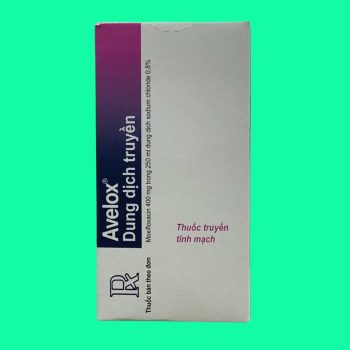 Avelox®
Dung dịch truyền
Moxifloxacin 400 mg trong 250 ml dung dịch sodium chloride 0,8%
Thuốc truyền
tĩnh mạch
Rx
Thuốc bán theo đơn